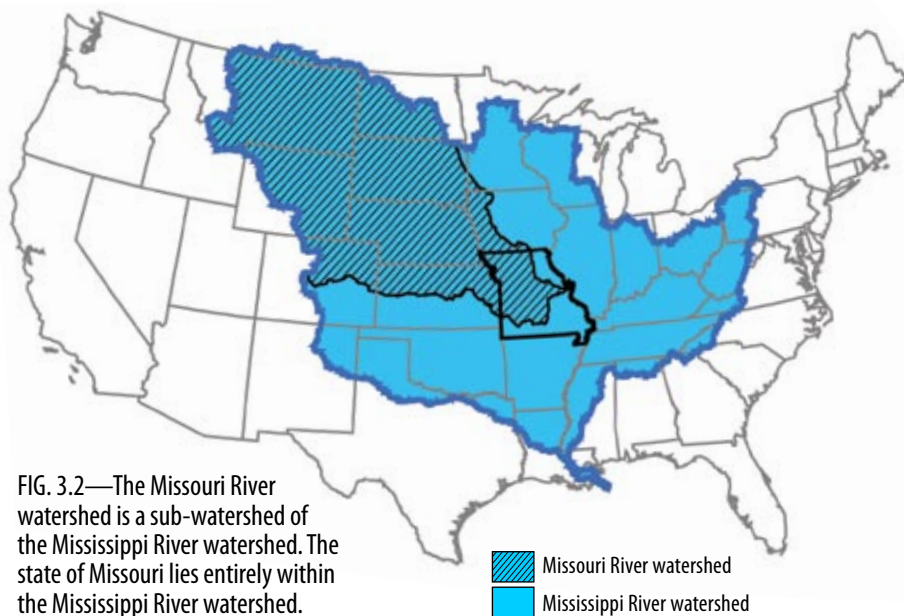 FIG. 3.2—The Missouri River
watershed is a sub-watershed of
the Mississippi River watershed. The
state of Missouri lies entirely within
the Mississippi River watershed.
Missouri River watershed
Mississippi River watershed